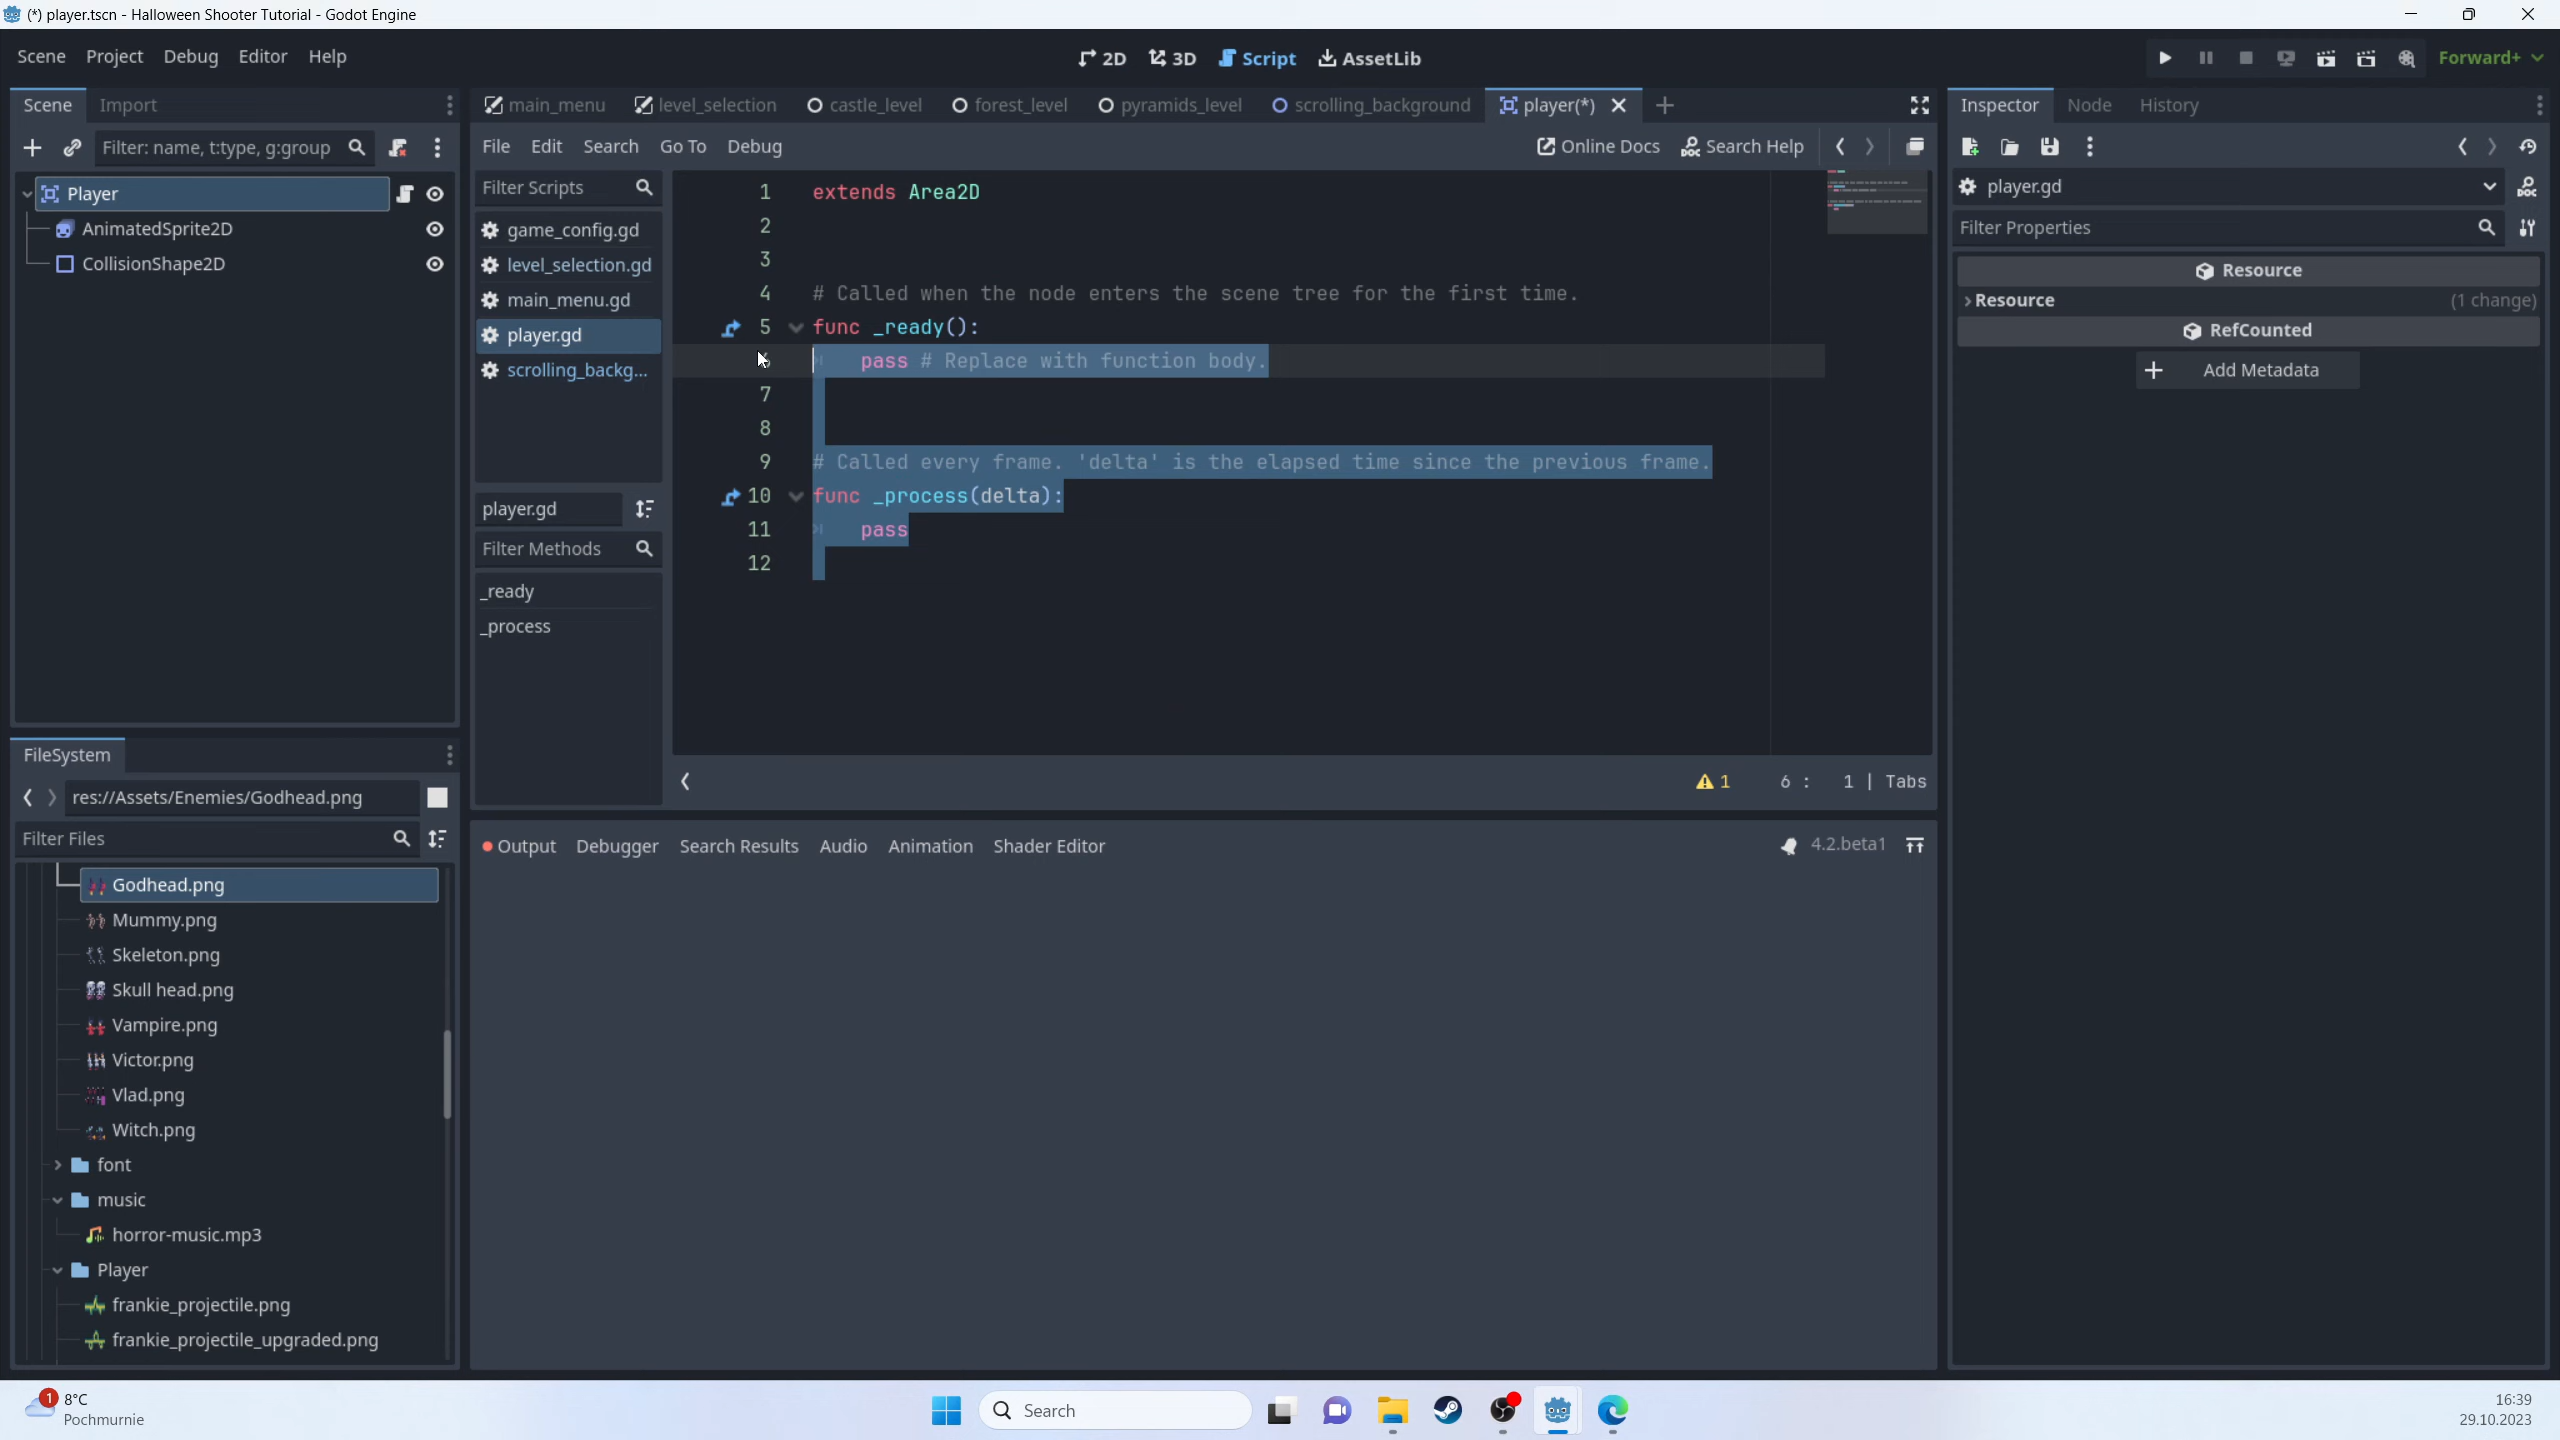 (*) player.tscn - Halloween Shooter Tutorial - Godot Engine
Scene Project Debug Editor Help
2D 3D Script AssetLib
Forward+
Scene Import
main_menu level_selection castle_level forest_level pyramids_level scrolling_background player(*)
Inspector Node History
Filter: name, t:type, g:group
File Edit Search Go To Debug
Online Docs Search Help
Player
AnimatedSprite2D
CollisionShape2D
Filter Scripts
game_config.gd
level_selection.gd
main_menu.gd
player.gd
scrolling_backg...
player.gd
Filter Methods
_ready
_process
1 extends Area2D
2
3
4 # Called when the node enters the scene tree for the first time.
5 func _ready():
pass # Replace with function body.
7
8
9 # Called every frame. 'delta' is the elapsed time since the previous frame.
10 func _process(delta):
11 pass
12
1 6 : 1 | Tabs
player.gd
Filter Properties
Resource
Resource (1 change)
RefCounted
Add Metadata
FileSystem
res://Assets/Enemies/Godhead.png
Filter Files
Godhead.png
Mummy.png
Skeleton.png
Skull head.png
Vampire.png
Victor.png
Vlad.png
Witch.png
font
music
horror-music.mp3
Player
frankie_projectile.png
frankie_projectile_upgraded.png
Output Debugger Search Results Audio Animation Shader Editor
4.2.beta1
1
8°C
Pochmurnie
Search
16:39
29.10.2023